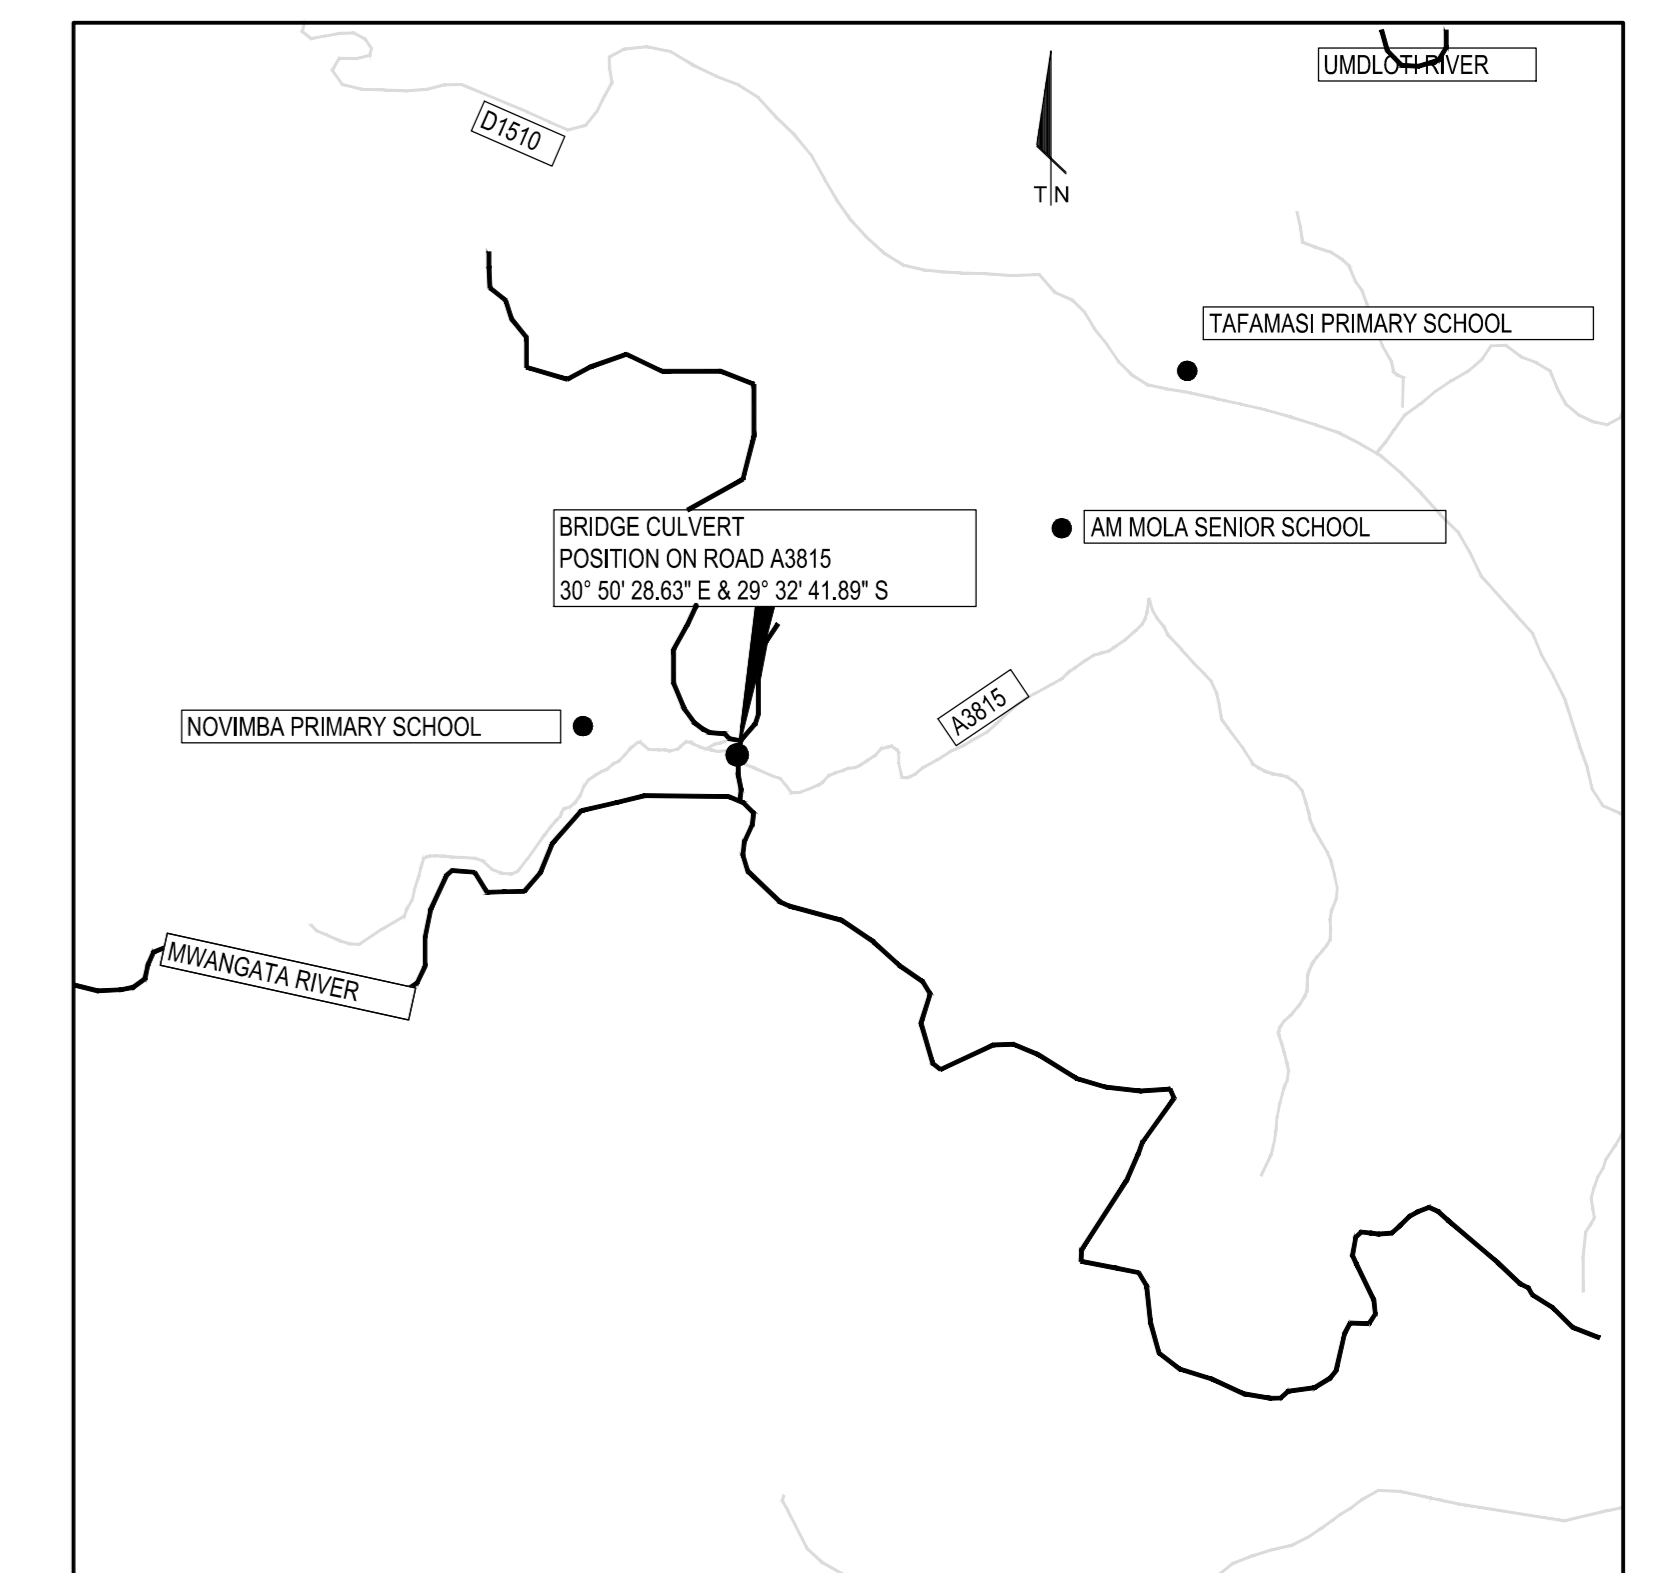 UMDLOTI RIVER
D1510
T N
TAFAMASI PRIMARY SCHOOL
BRIDGE CULVERT
POSITION ON ROAD A3815
30° 50' 28.63" E & 29° 32' 41.89" S
AM MOLA SENIOR SCHOOL
A3815
NOVIMBA PRIMARY SCHOOL
MWANGATA RIVER